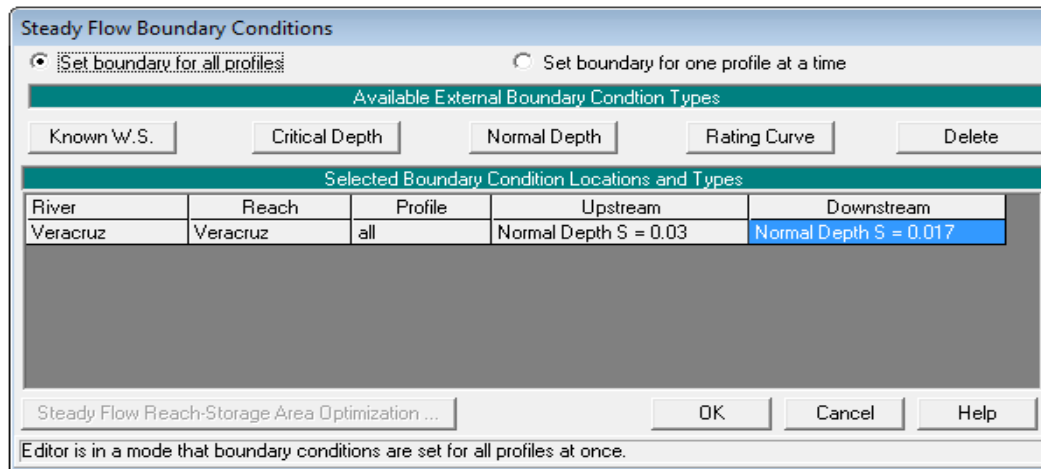 Steady Flow Boundary Conditions
Set boundary for all profiles Set boundary for one profile at a time
Available External Boundary Condtion Types
Known W.S. Critical Depth Normal Depth Rating Curve Delete
Selected Boundary Condition Locations and Types
River Reach Profile Upstream Downstream
Veracruz Veracruz all Normal Depth S = 0.03 Normal Depth S = 0.017
Steady Flow Reach-Storage Area Optimization ... OK Cancel Help
Editor is in a mode that boundary conditions are set for all profiles at once.